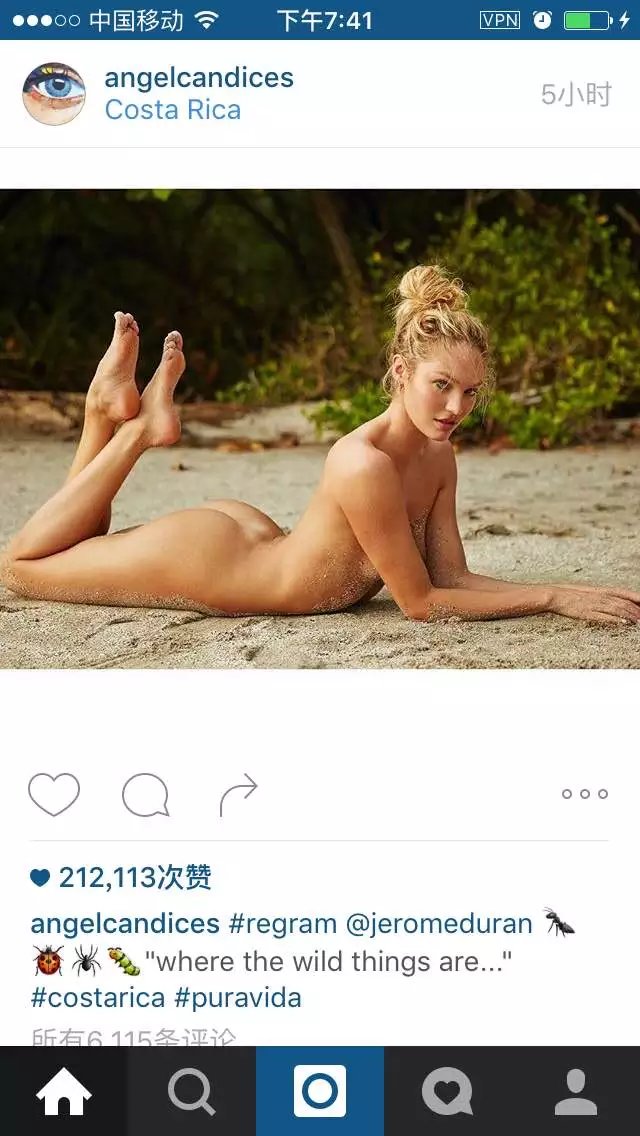 中国移动 下午7:41 VPN
angelcandices
Costa Rica
5小时
212,113次赞
angelcandices #regram @jeromeduran
"where the wild things are..."
#costarica #puravida
所有6,115条评论